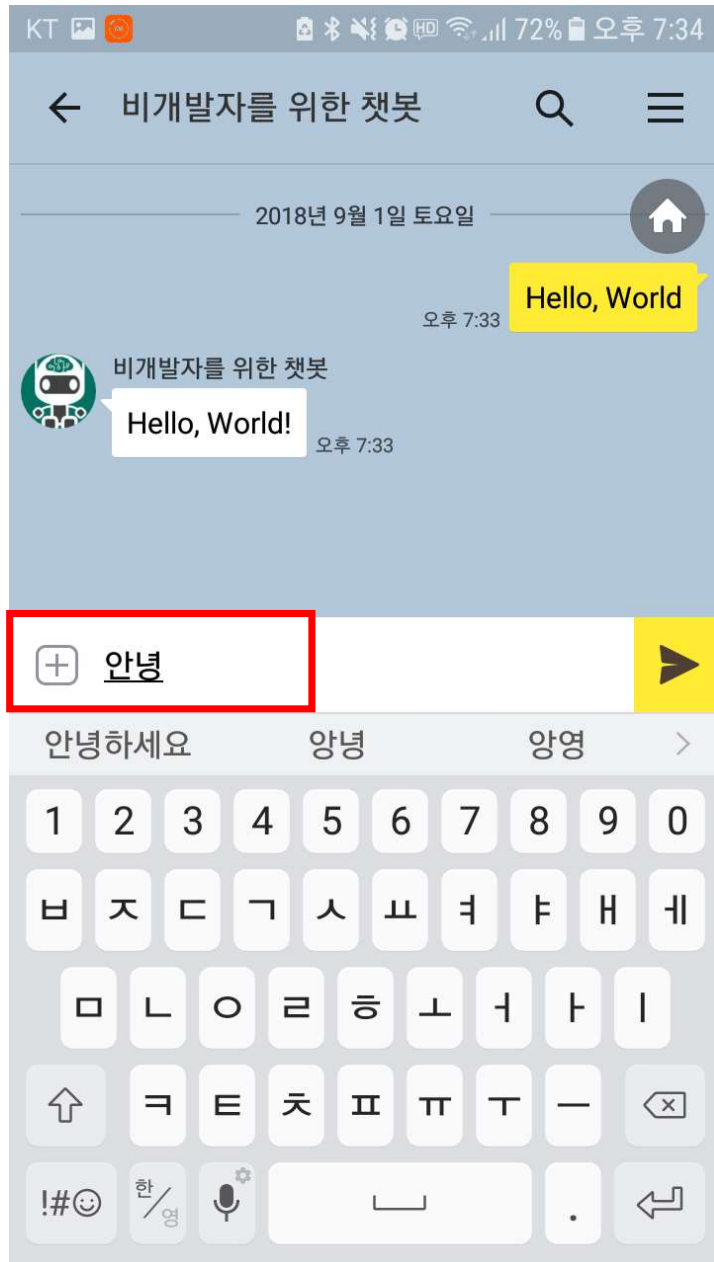 KT HD 72% 오후 7:34
비개발자를 위한 챗봇
2018년 9월 1일 토요일
오후 7:33 Hello, World
비개발자를 위한 챗봇
Hello, World! 오후 7:33
안녕
안녕하세요 앙녕 앙영
1 2 3 4 5 6 7 8 9 0
ㅂ ㅈ ㄷ ㄱ ㅅ ㅛ ㅕ ㅑ ㅐ ㅔ
ㅁ ㄴ ㅇ ㄹ ㅎ ㅗ ㅓ ㅏ ㅣ
ㅋ ㅌ ㅊ ㅍ ㅠ ㅜ ㅡ
!#☺ 한/영 .